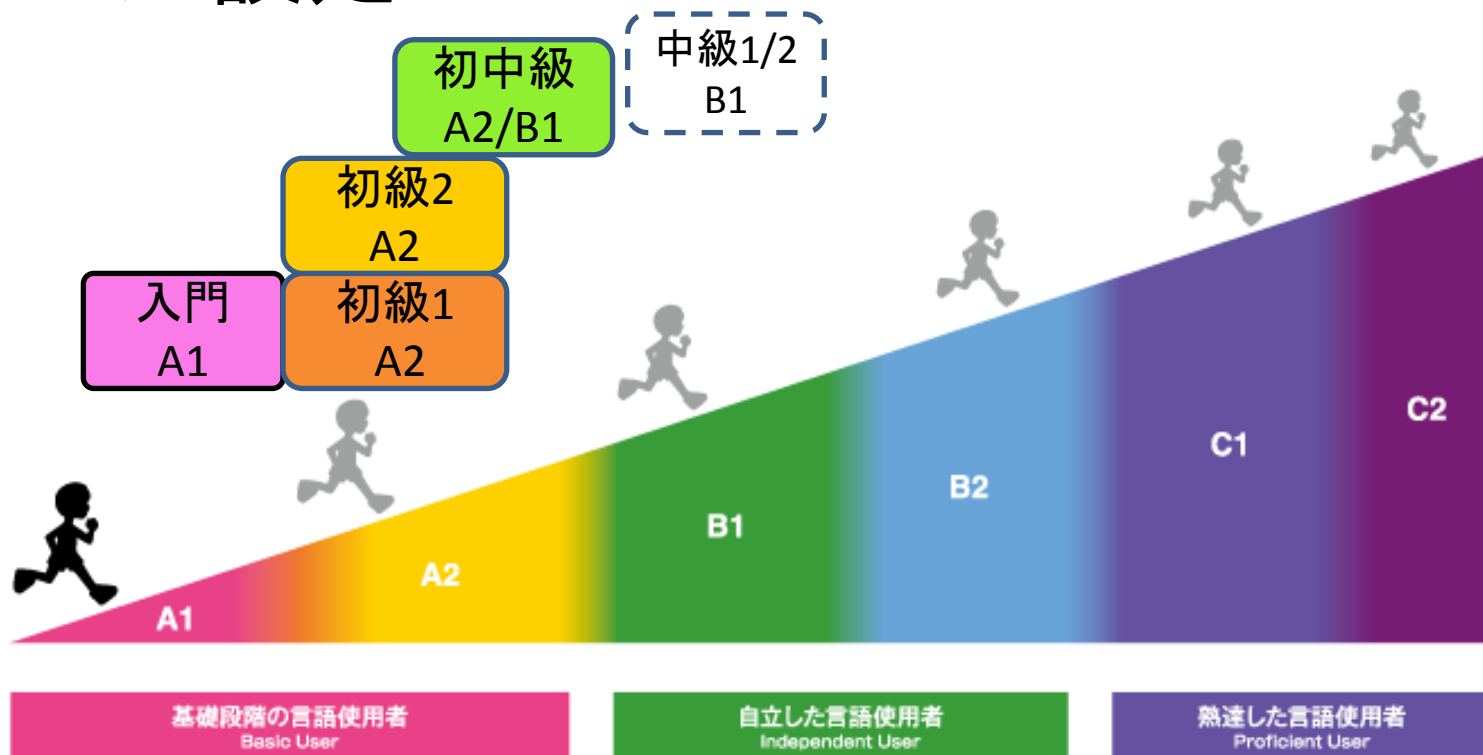 初中級
A2/B1
中級1/2
B1
初級2
A2
入門
A1
初級1
A2
A1
A2
B1
B2
C1
C2
基礎段階の言語使用者
Basic User
自立した言語使用者
Independent User
熟達した言語使用者
Proficient User